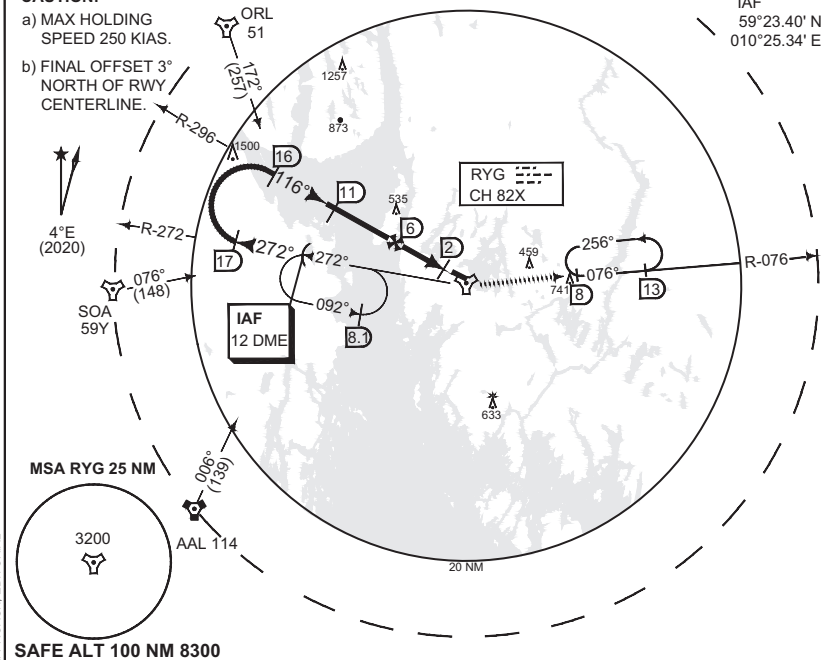 a) MAX HOLDING
SPEED 250 KIAS.
b) FINAL OFFSET 3°
NORTH OF RWY
CENTERLINE.
ORL
51
172°
(257)
IAF
59°23.40' N
010°25.34' E
1257
873
R-296
1500
16
116°
11
RYG
CH 82X
535
6
2
459
256°
076°
741
8
13
R-076
4°E
(2020)
R-272
17
272°
272°
092°
8.1
076°
(148)
SOA
59Y
IAF
12 DME
633
006°
(139)
AAL 114
20 NM
MSA RYG 25 NM
3200
SAFE ALT 100 NM 8300